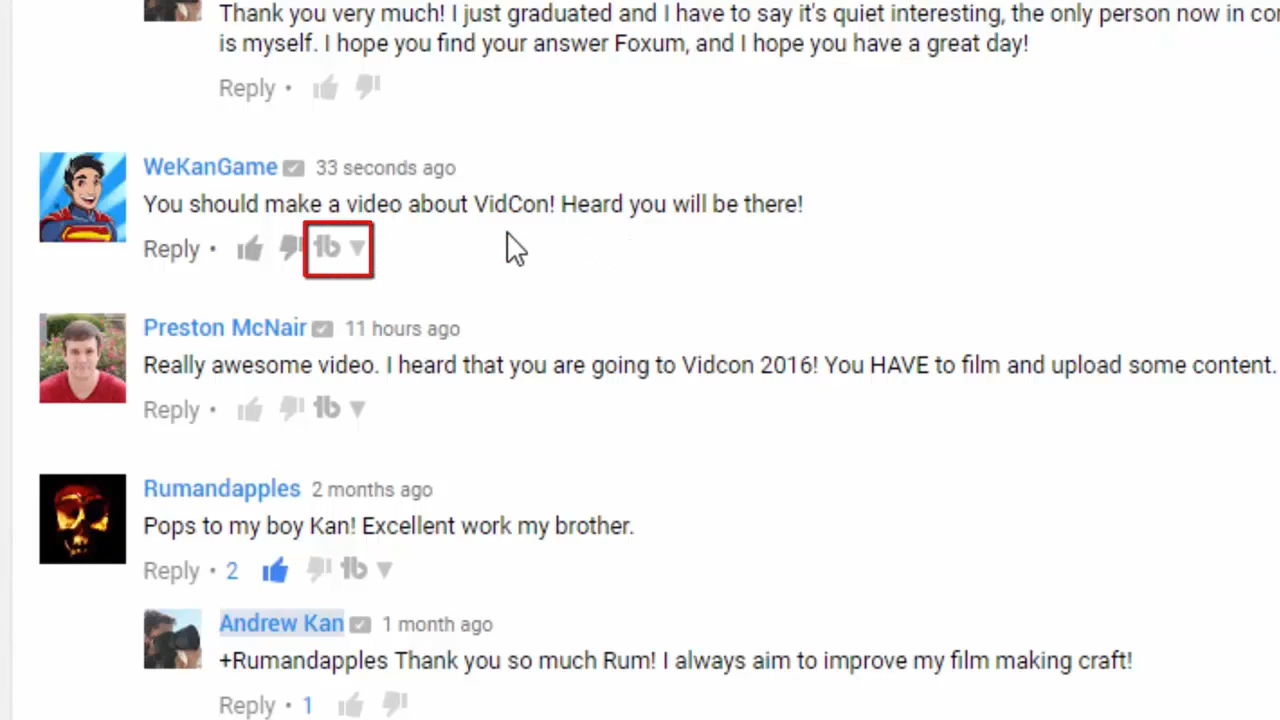 Thank you very much! I just graduated and I have to say it's quiet interesting, the only person now in
is myself. I hope you find your answer Foxum, and I hope you have a great day!
Reply •
WeKanGame 33 seconds ago
You should make a video about VidCon! Heard you will be there!
Reply • tb
Preston McNair 11 hours ago
Really awesome video. I heard that you are going to Vidcon 2016! You HAVE to film and upload some content.
Reply • tb
Rumandapples 2 months ago
Pops to my boy Kan! Excellent work my brother.
Reply • 2 tb
Andrew Kan 1 month ago
+Rumandapples Thank you so much Rum! I always aim to improve my film making craft!
Reply • 1